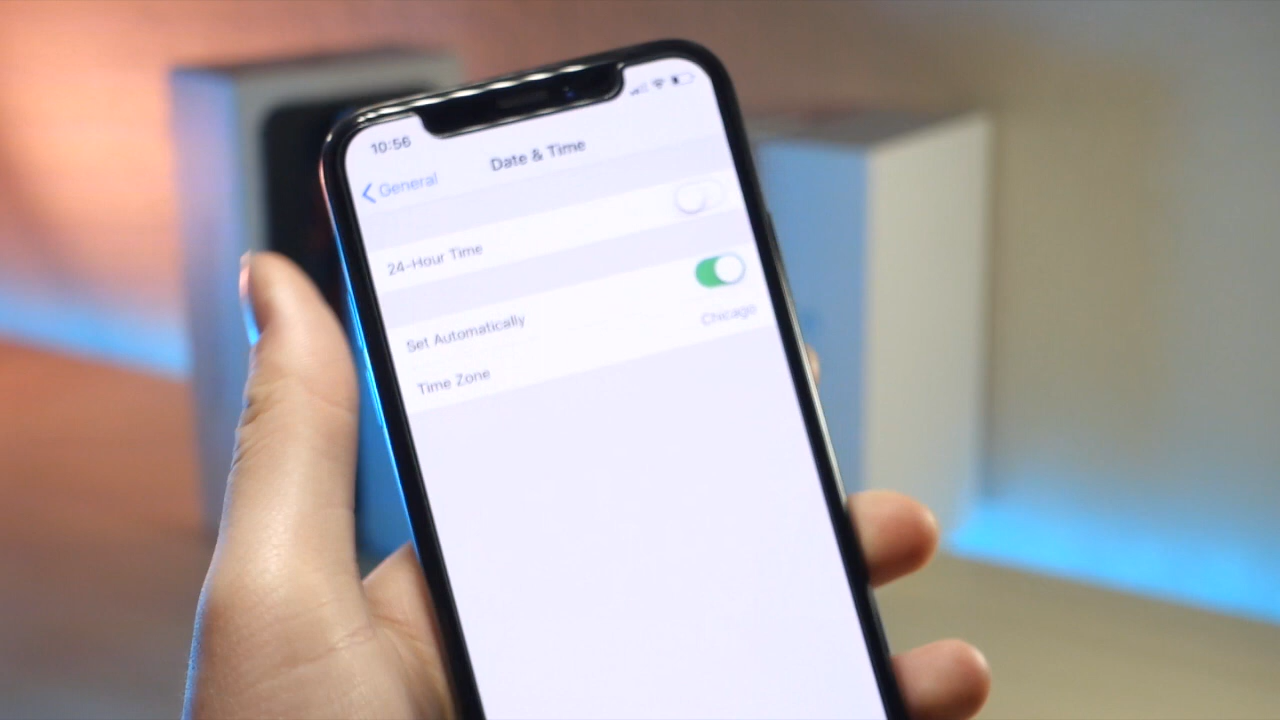 10:56
Date & Time
General
24-Hour Time
Set Automatically
Time Zone
Chicago